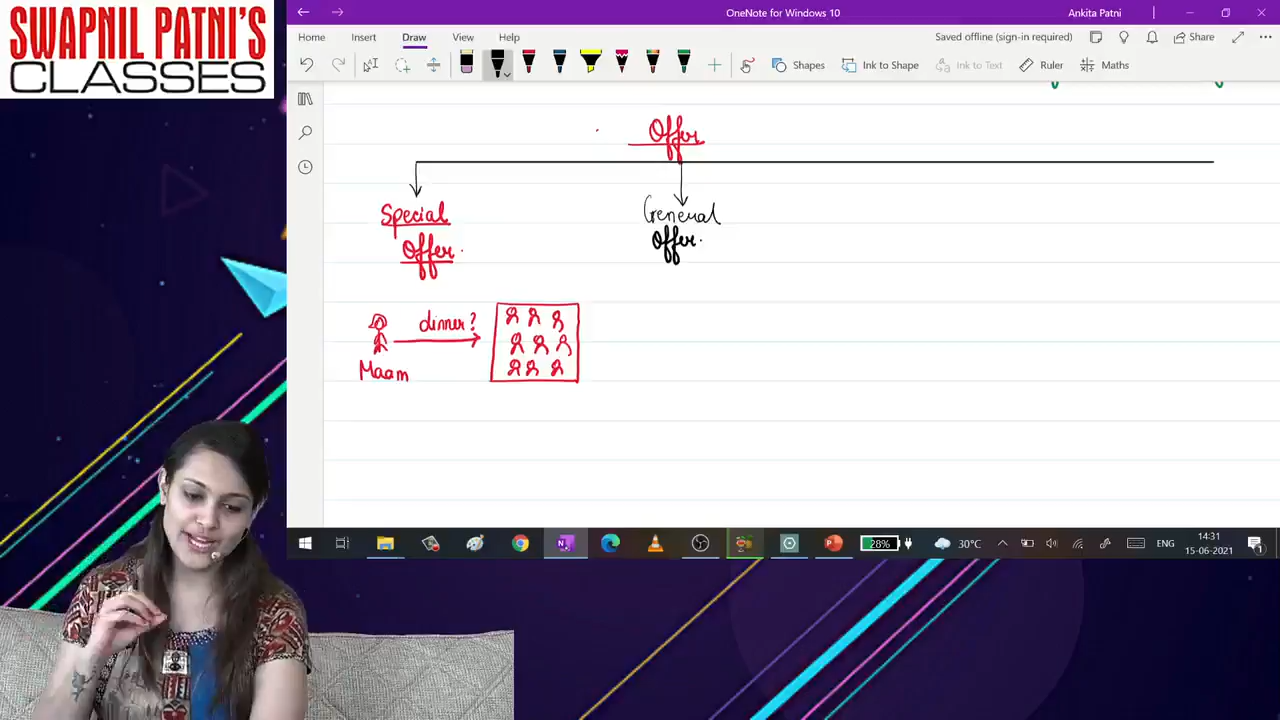 SWAPNIL PATNI'S
CLASSES
OneNote for Windows 10
Ankita Patni
Home Insert Draw View Help
Saved offline (sign-in required)
Share
Shapes Ink to Shape Ink to Text Ruler Maths
Offer
Special
Offer.
General
Offer.
dinner?
Maam
28% 30°C ENG 14:31
15-06-2021